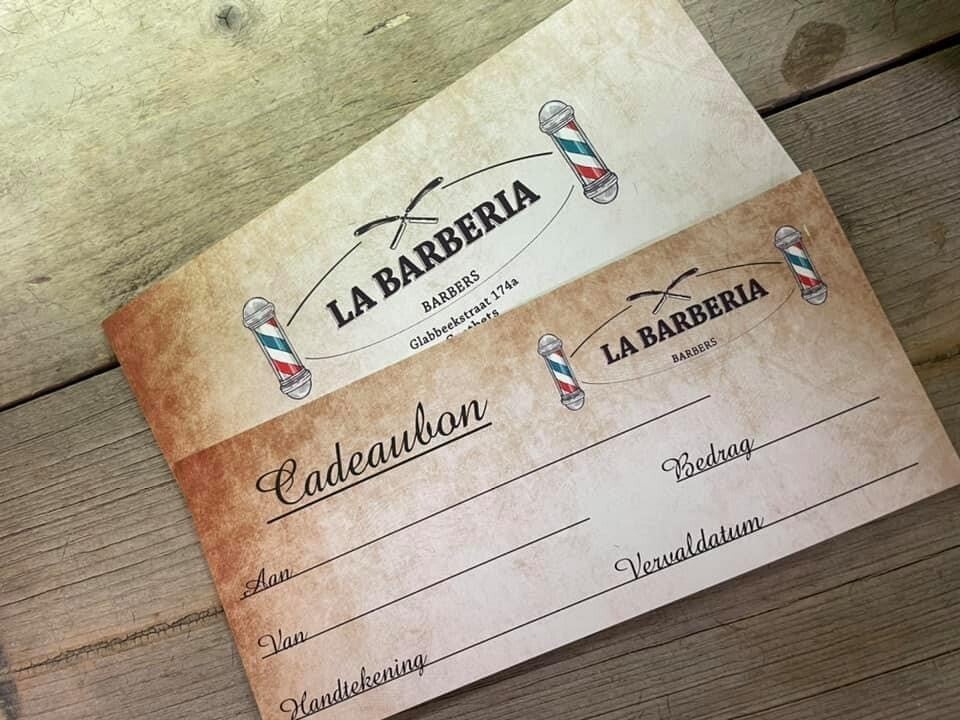 LA BARBERIA
BARBERS
Glabbeekstraat 174a
LA BARBERIA
BARBERS
Cadeaubon
Aan
Bedrag
Van
Vervaldatum
Handtekening